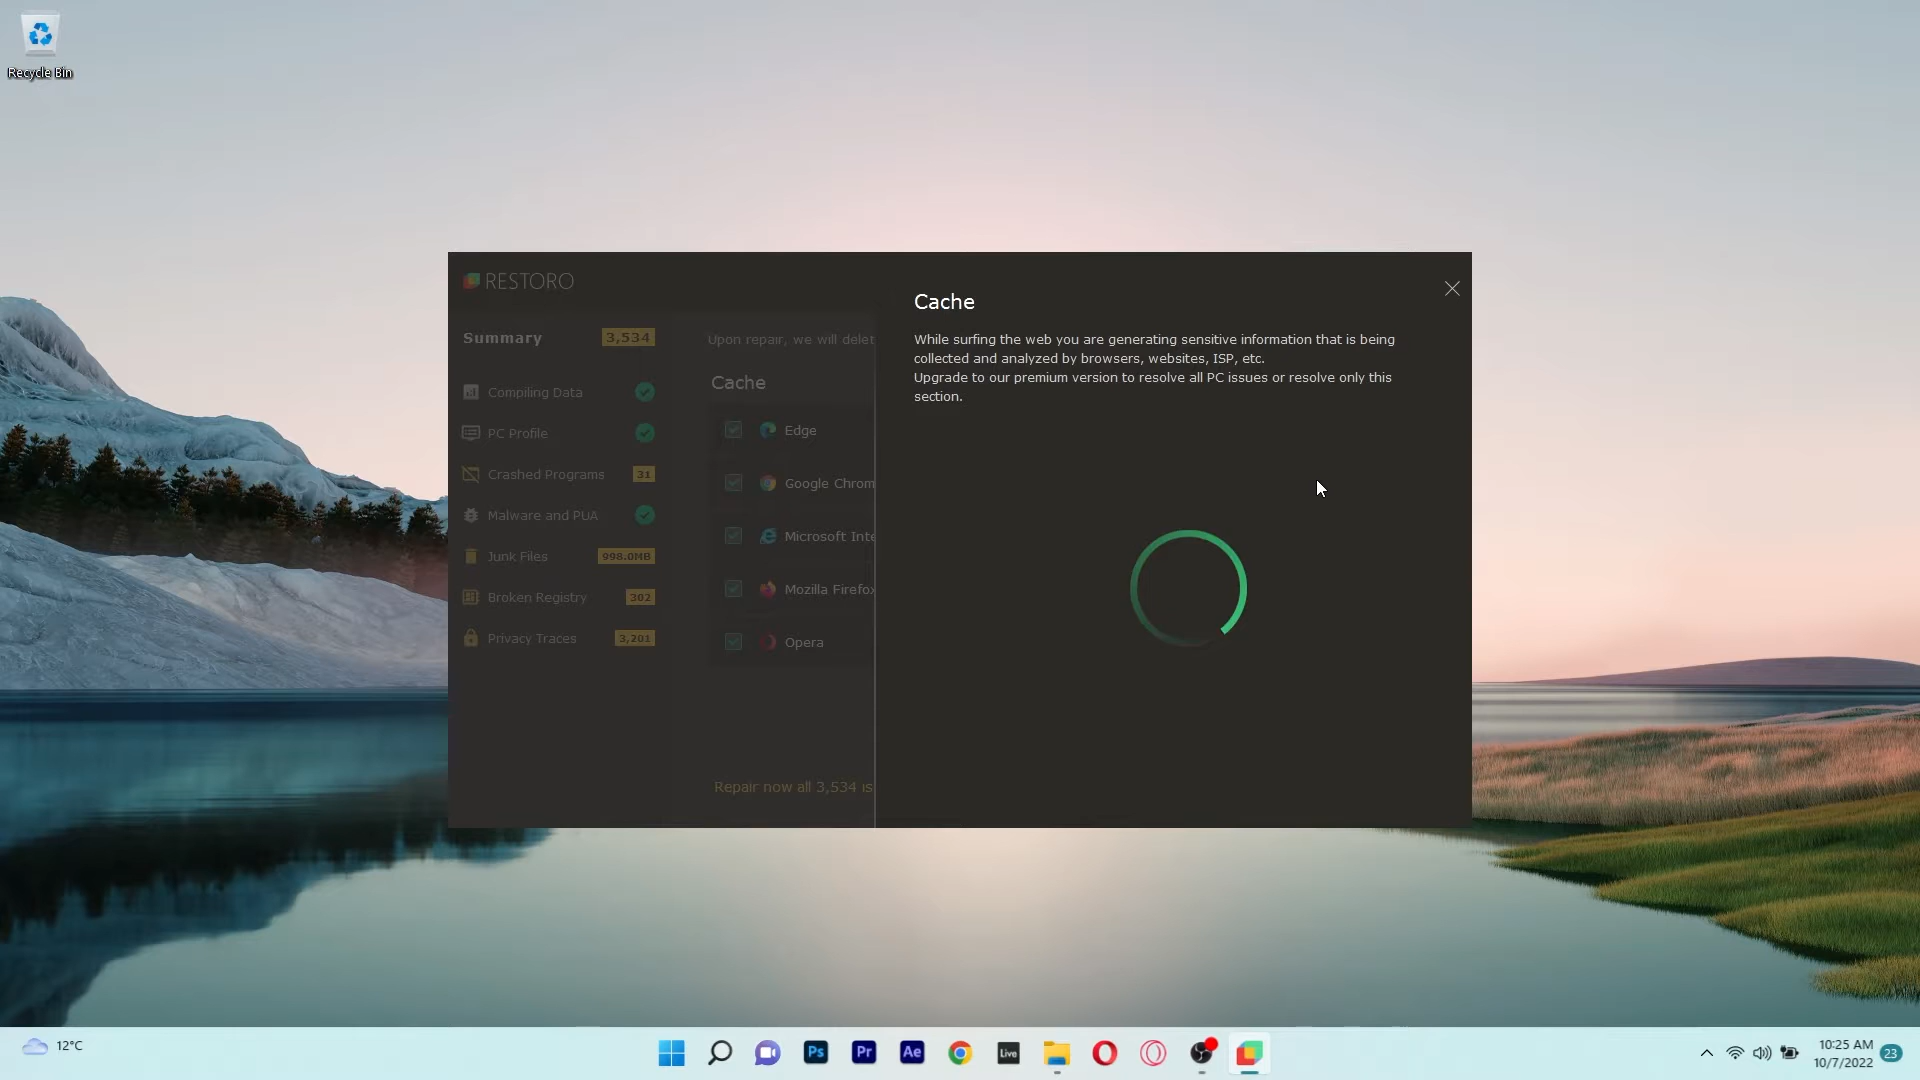 Recycle Bin
RESTORO
Summary 3,534
Compiling Data
PC Profile
Crashed Programs 31
Malware and PUA
Junk Files 998.0MB
Broken Registry 302
Privacy Traces 3,201
Upon repair, we will delet
Cache
Edge
Google Chrom
Microsoft Inte
Mozilla Firefox
Opera
Repair now all 3,534 is
Cache
While surfing the web you are generating sensitive information that is being
collected and analyzed by browsers, websites, ISP, etc.
Upgrade to our premium version to resolve all PC issues or resolve only this
section.
12°C
Ps
Pr
Ae
Live
10:25 AM
10/7/2022
23